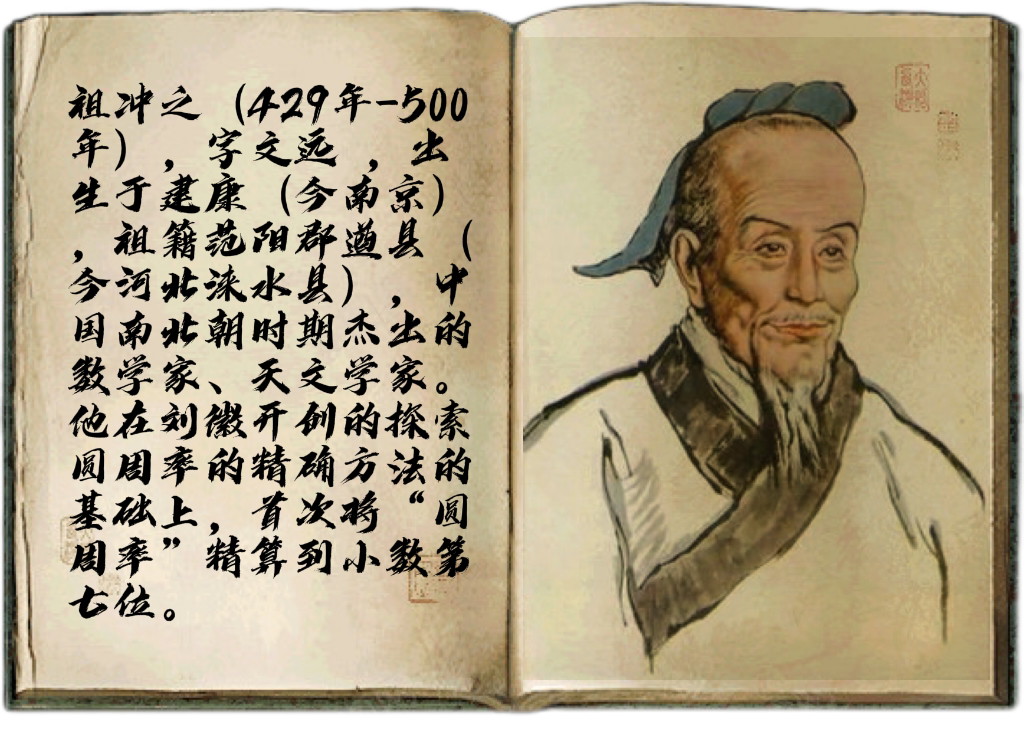 祖冲之（429年-500
年），字文远，出
生于建康（今南京）
，祖籍范阳郡遒县（
今河北涞水县），中
国南北朝时期杰出的
数学家、天文学家。
他在刘徽开创的探索
圆周率的精确方法的
基础上，首次将“圆
周率”精算到小数第
七位。